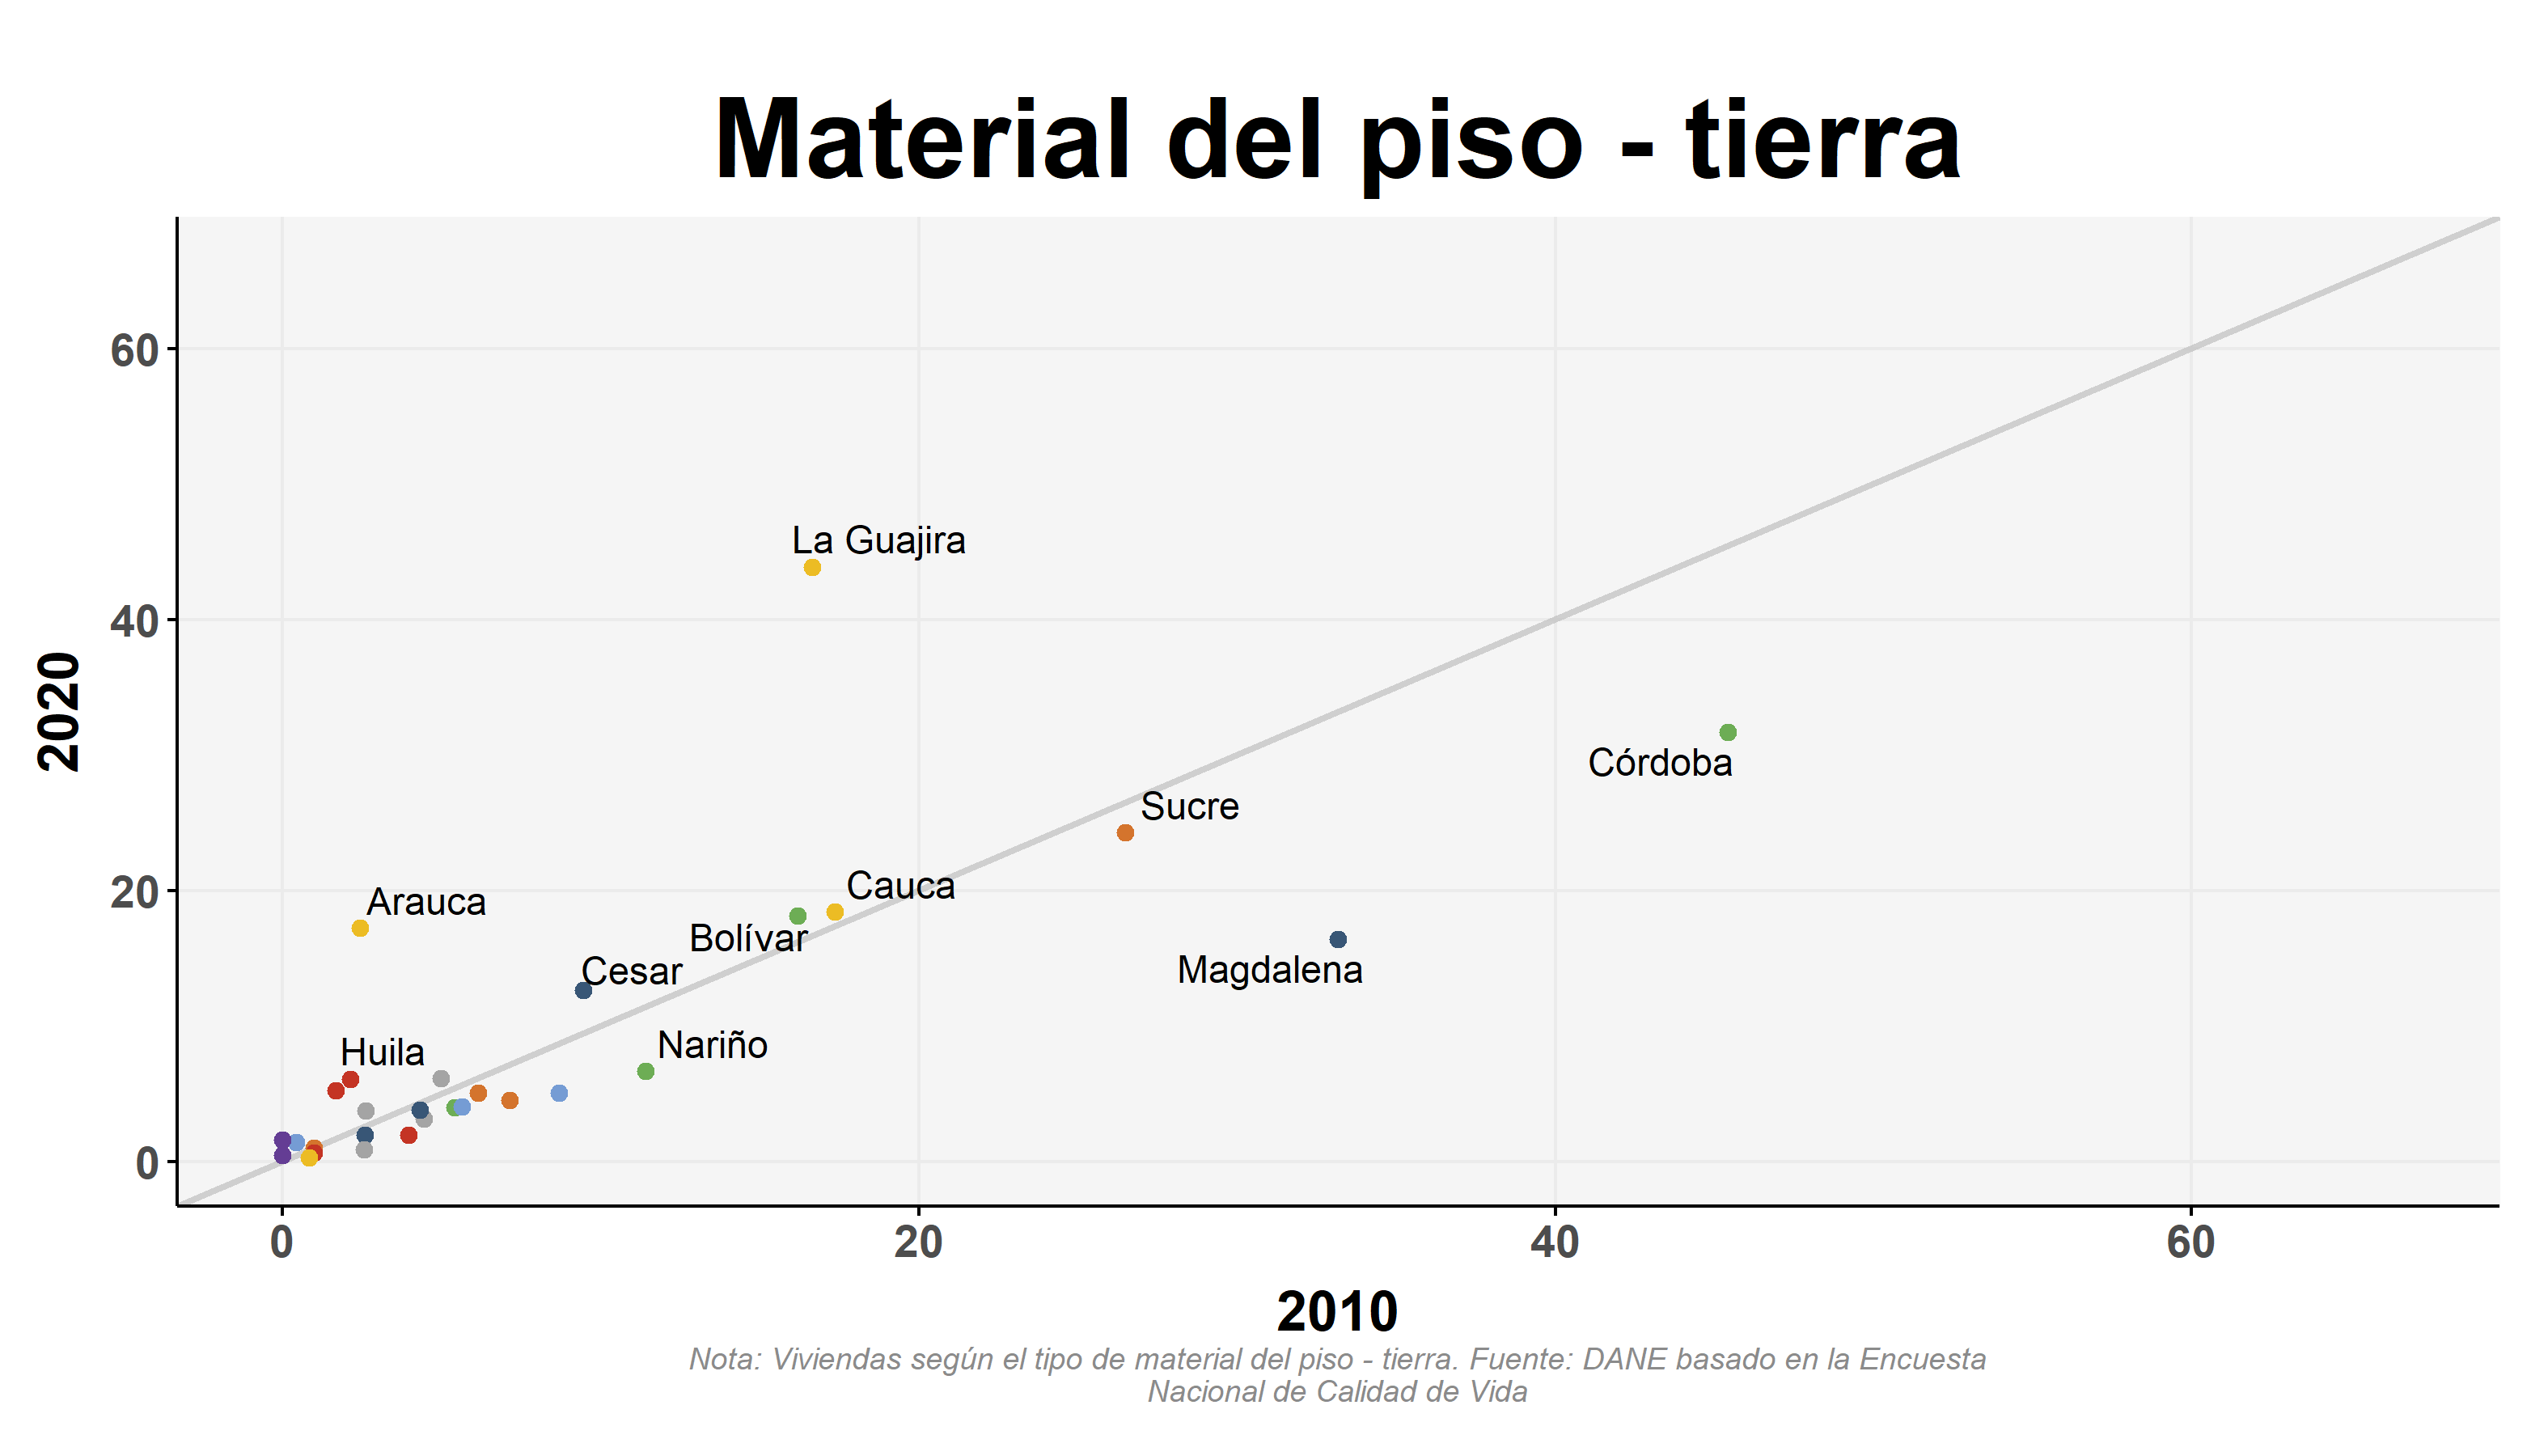 Material del piso - tierra
60
40
20
0
2020
La Guajira
Córdoba
Sucre
Cauca
Arauca
Bolívar
Magdalena
Cesar
Nariño
Huila
0
20
40
60
2010
Nota: Viviendas según el tipo de material del piso - tierra. Fuente: DANE basado en la Encuesta
Nacional de Calidad de Vida